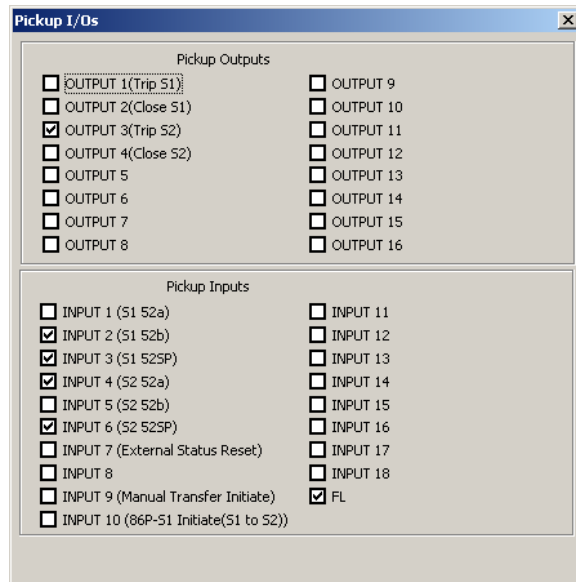 Pickup I/Os
Pickup Outputs
OUTPUT 1(Trip S1)
OUTPUT 2(Close S1)
OUTPUT 3(Trip S2)
OUTPUT 4(Close S2)
OUTPUT 5
OUTPUT 6
OUTPUT 7
OUTPUT 8
OUTPUT 9
OUTPUT 10
OUTPUT 11
OUTPUT 12
OUTPUT 13
OUTPUT 14
OUTPUT 15
OUTPUT 16
Pickup Inputs
INPUT 1 (S1 52a)
INPUT 2 (S1 52b)
INPUT 3 (S1 52SP)
INPUT 4 (S2 52a)
INPUT 5 (S2 52b)
INPUT 6 (S2 52SP)
INPUT 7 (External Status Reset)
INPUT 8
INPUT 9 (Manual Transfer Initiate)
INPUT 10 (86P-S1 Initiate(S1 to S2))
INPUT 11
INPUT 12
INPUT 13
INPUT 14
INPUT 15
INPUT 16
INPUT 17
INPUT 18
FL